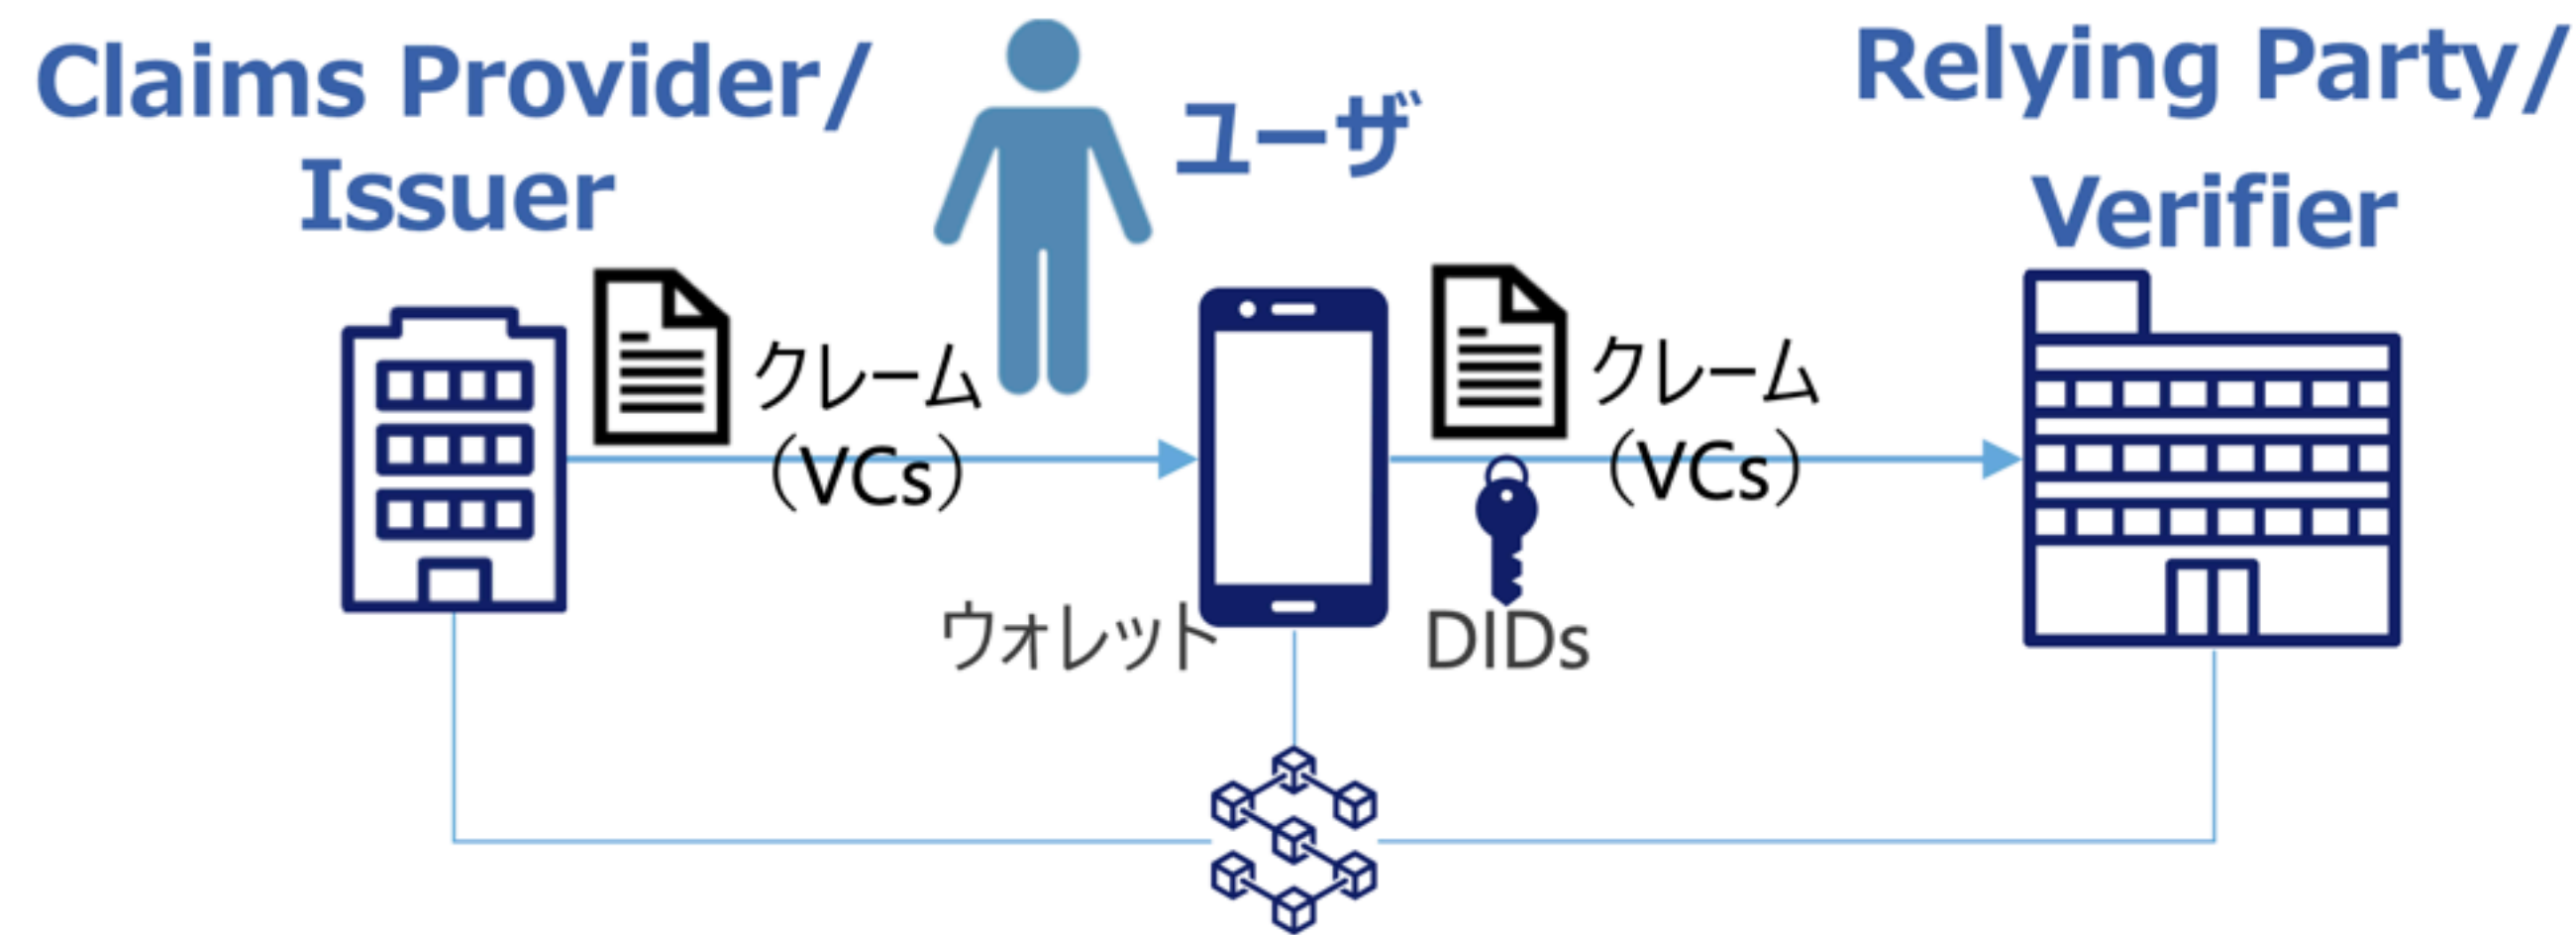 Claims Provider/
Issuer
ユーザ
Relying Party/
Verifier
クレーム
（VCs）
クレーム
（VCs）
ウォレット
DIDs